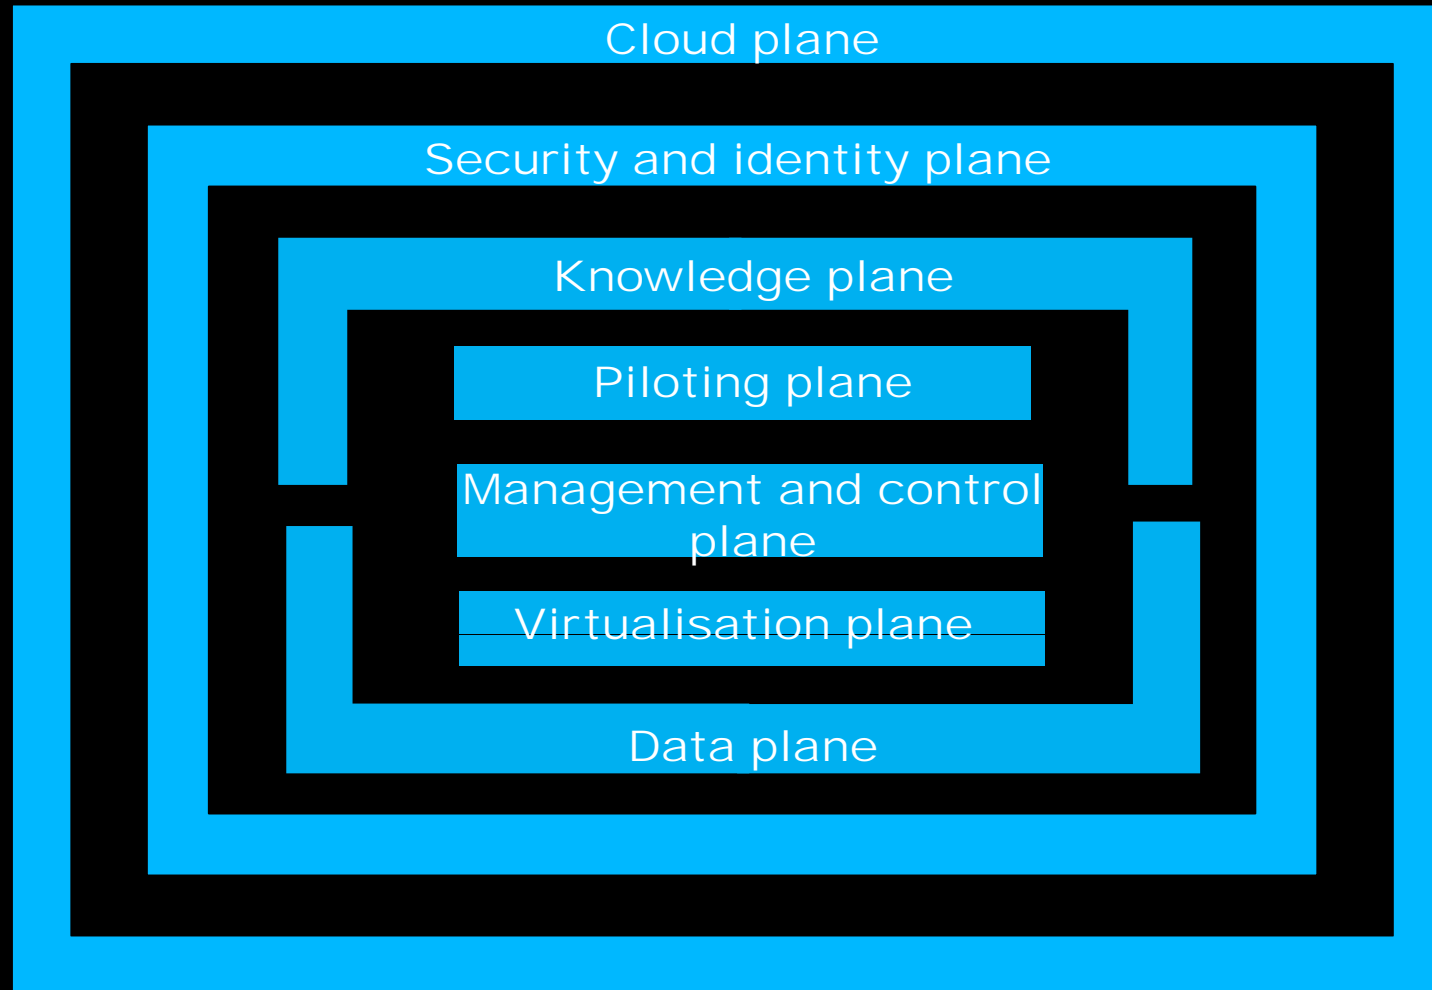 Cloud plane
Security and identity plane
Knowledge plane
Piloting plane
Management and control
plane
Virtualisation plane
Data plane